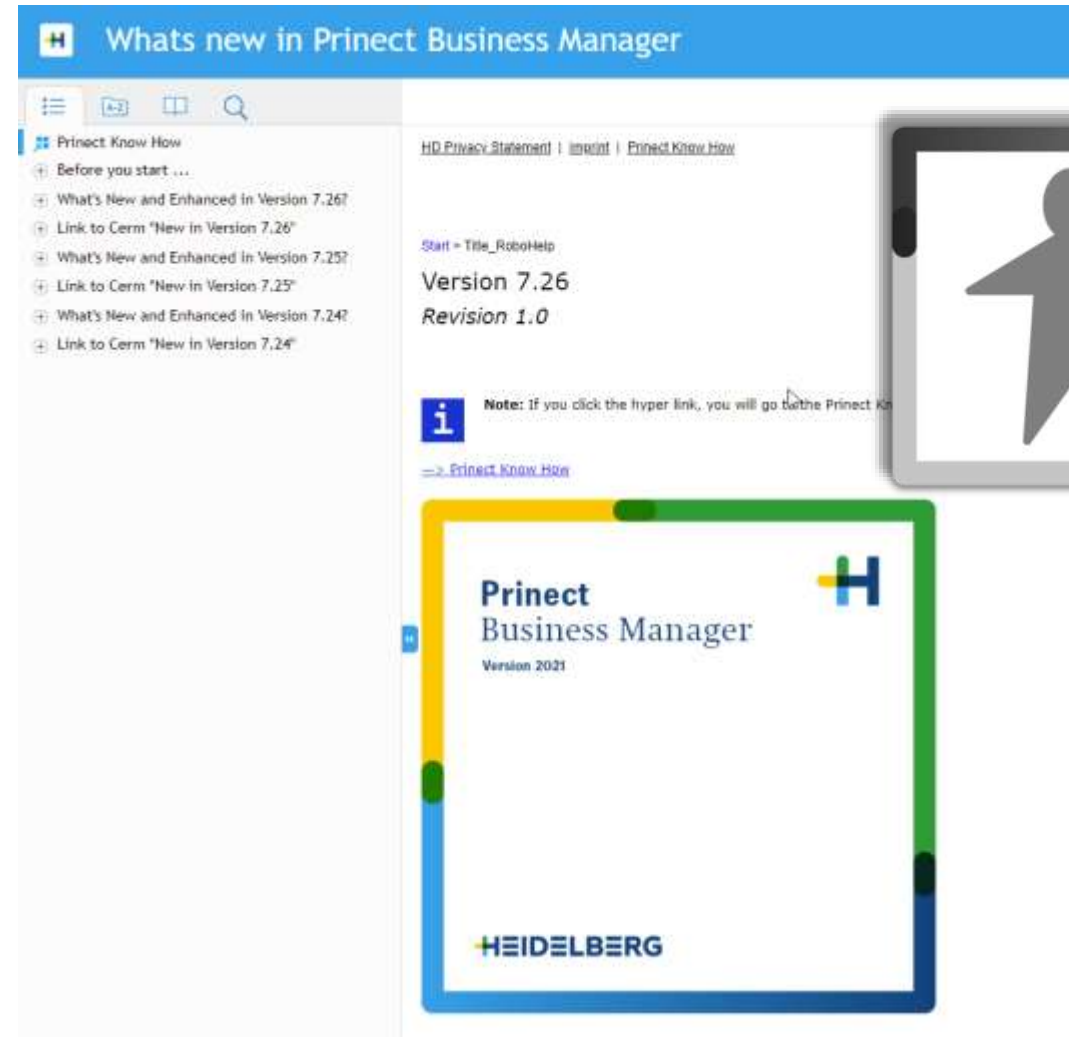 Whats new in Prinect Business Manager
Prinect Know How
Before you start ...
What's New and Enhanced in Version 7.26?
Link to Cerm "New in Version 7.26"
What's New and Enhanced in Version 7.25?
Link to Cerm "New in Version 7.25"
What's New and Enhanced in Version 7.24?
Link to Cerm "New in Version 7.24"
HD Privacy Statement | Imprint | Prinect Know How
Start > Title_RoboHelp
Version 7.26
Revision 1.0
i
Note: If you click the hyper link, you will go to the Prinect
—> Prinect Know How
Prinect
Business Manager
Version 2021
HEIDELBERG